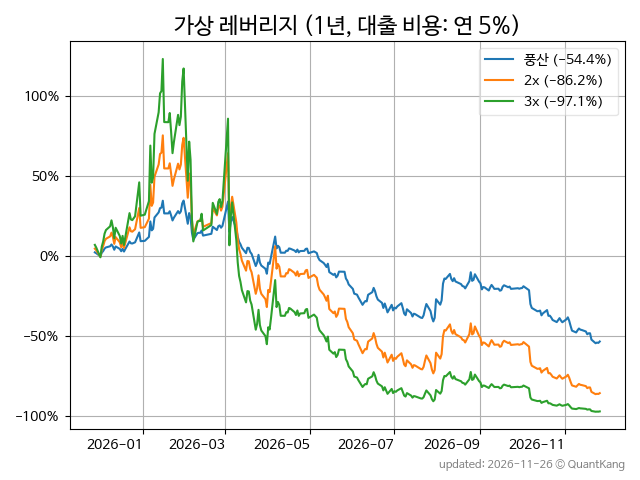 가상 레버리지 (1년, 대출 비용: 연 5%)
풍산 (−54.4%)
2x (−86.2%)
3x (−97.1%)
100%
50%
0%
−50%
−100%
2026-01 2026-03 2026-05 2026-07 2026-09 2026-11
updated: 2026-11-26 © QuantKang